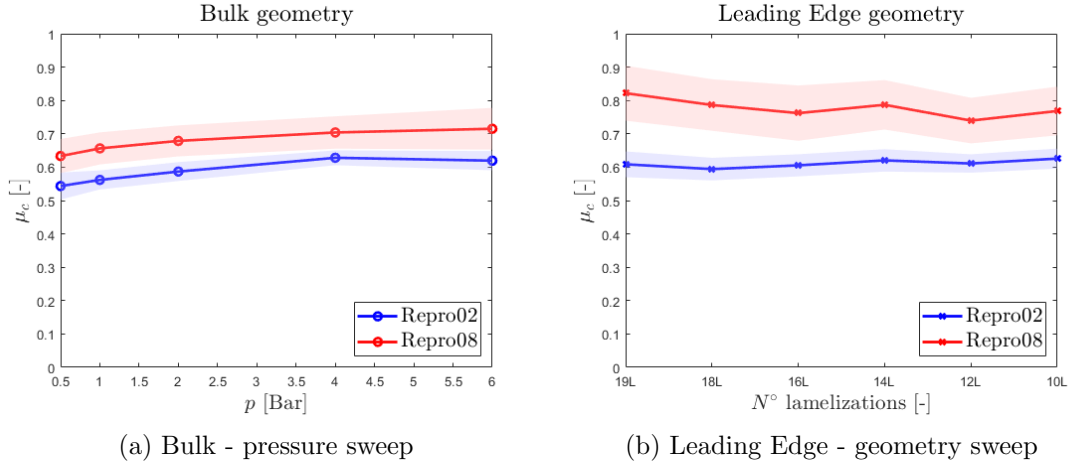 Bulk geometry
1
0.9
0.8
0.7
0.6
0.5
0.4
0.3
0.2
0.1
0
μc [-]
Repro02
Repro08
0.5 1 1.5 2 2.5 3 3.5 4 4.5 5 5.5 6
p [Bar]
(a) Bulk - pressure sweep
Leading Edge geometry
1
0.9
0.8
0.7
0.6
0.5
0.4
0.3
0.2
0.1
0
μc [-]
Repro02
Repro08
19L 18L 16L 14L 12L 10L
N° lamelizations [-]
(b) Leading Edge - geometry sweep